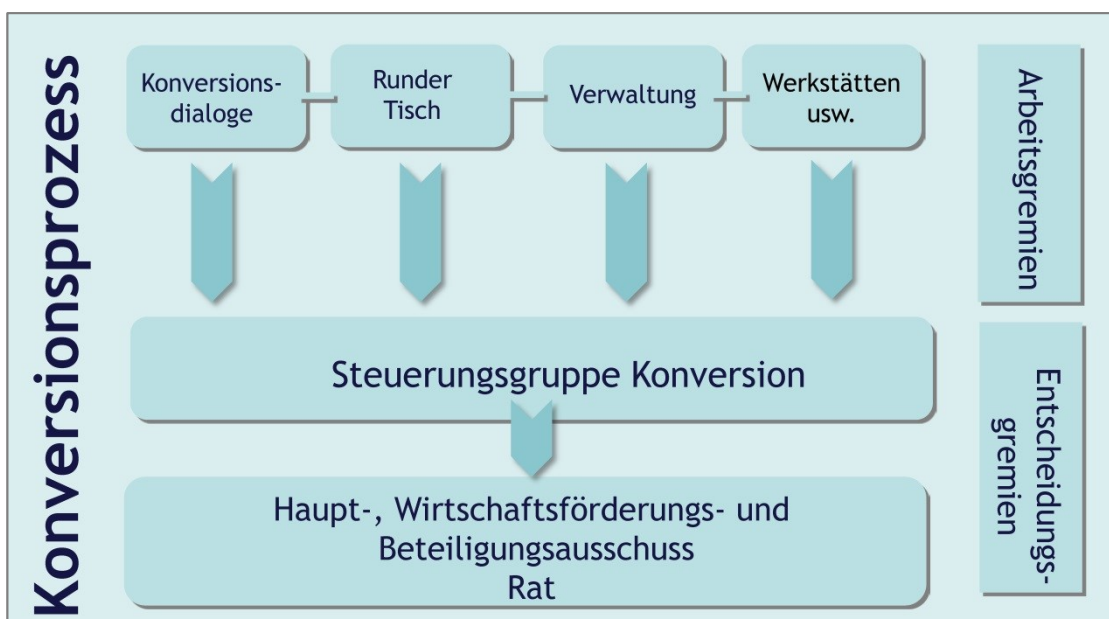 Konversionsprozess
Konversions-
dialoge
Runder
Tisch
Verwaltung
Werkstätten
usw.
Arbeitsgremien
Steuerungsgruppe Konversion
Haupt-, Wirtschaftsförderungs- und
Beteiligungsausschuss
Rat
Entscheidungs-
gremien